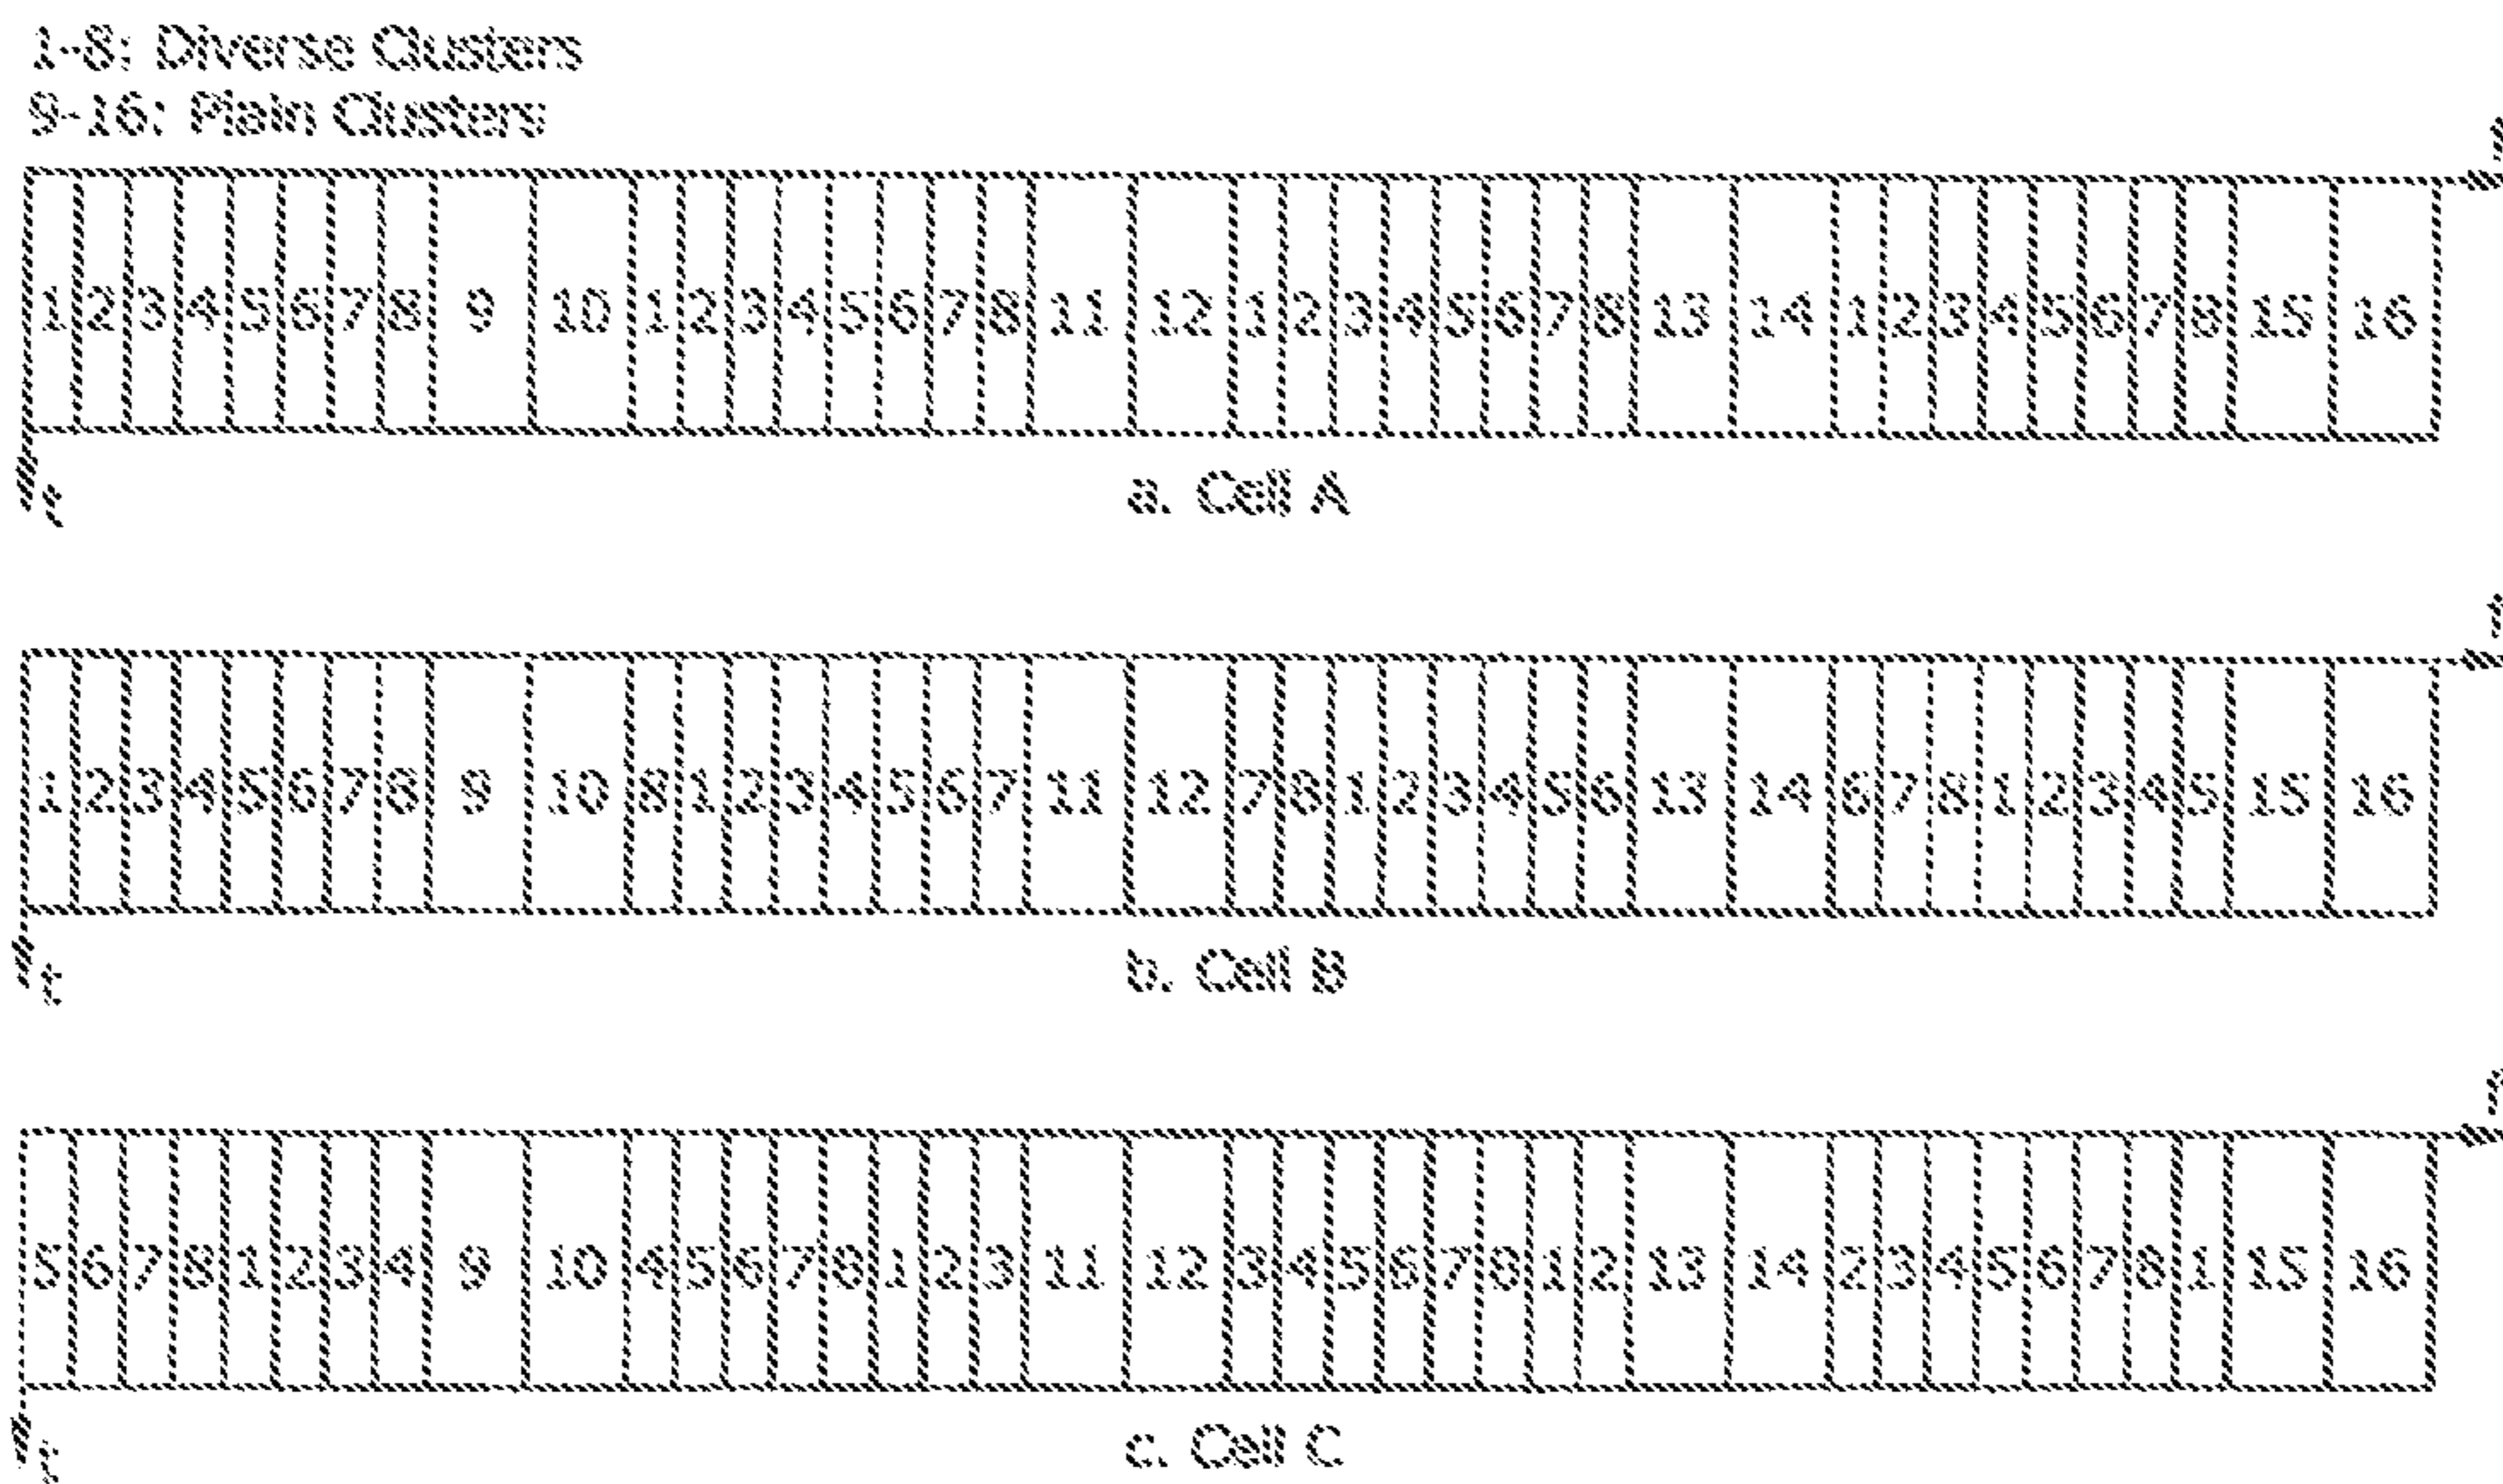 1-8: Diverse Clusters
9-16: Plain Clusters
f
1 2 3 4 5 6 7 8 9 10 1 2 3 4 5 6 7 8 11 12 1 2 3 4 5 6 7 8 13 14 1 2 3 4 5 6 7 8 15 16
t
a. Cell A
f
1 2 3 4 5 6 7 8 9 10 8 1 2 3 4 5 6 7 11 12 7 8 1 2 3 4 5 6 13 14 6 7 8 1 2 3 4 5 15 16
t
b. Cell B
f
5 6 7 8 1 2 3 4 9 10 4 5 6 7 8 1 2 3 11 12 3 4 5 6 7 8 1 2 13 14 2 3 4 5 6 7 8 1 15 16
t
c. Cell C